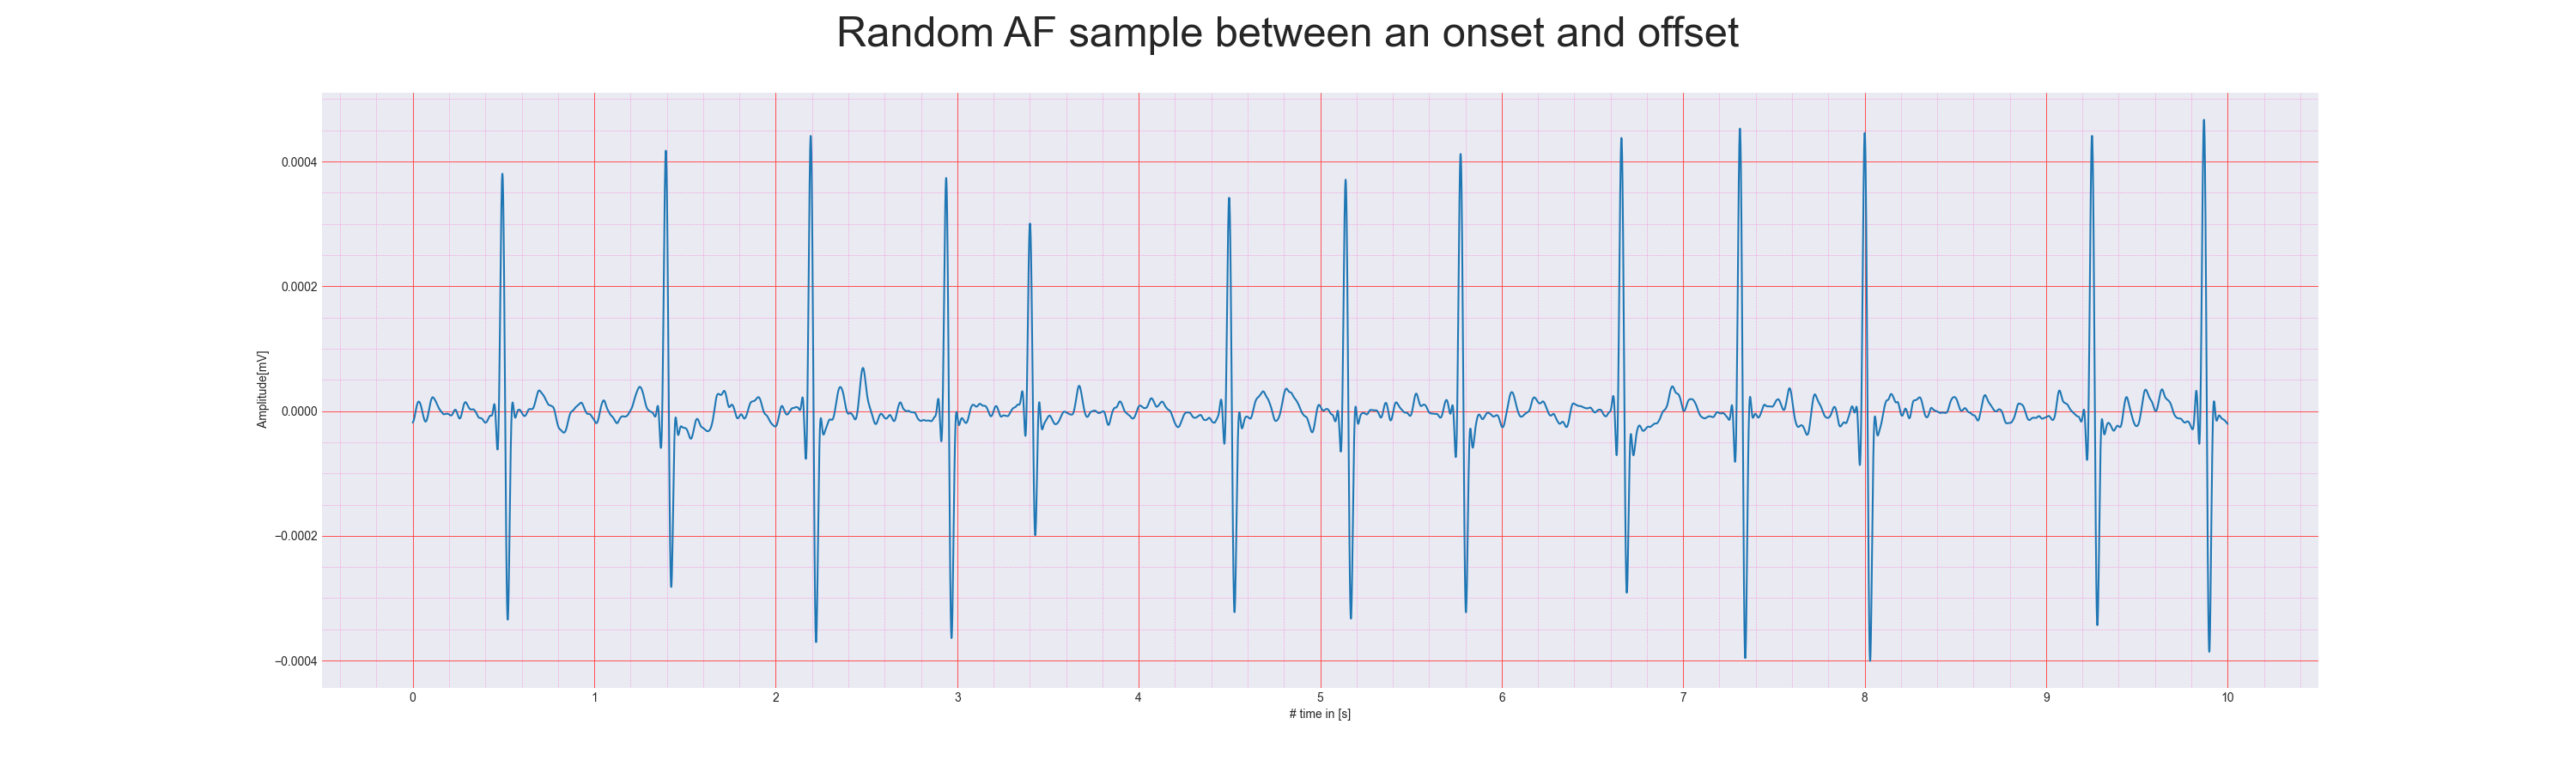 Random AF sample between an onset and offset
Amplitude[mV]
0.0004
0.0002
0.0000
−0.0002
−0.0004
0 1 2 3 4 5 6 7 8 9 10
# time in [s]